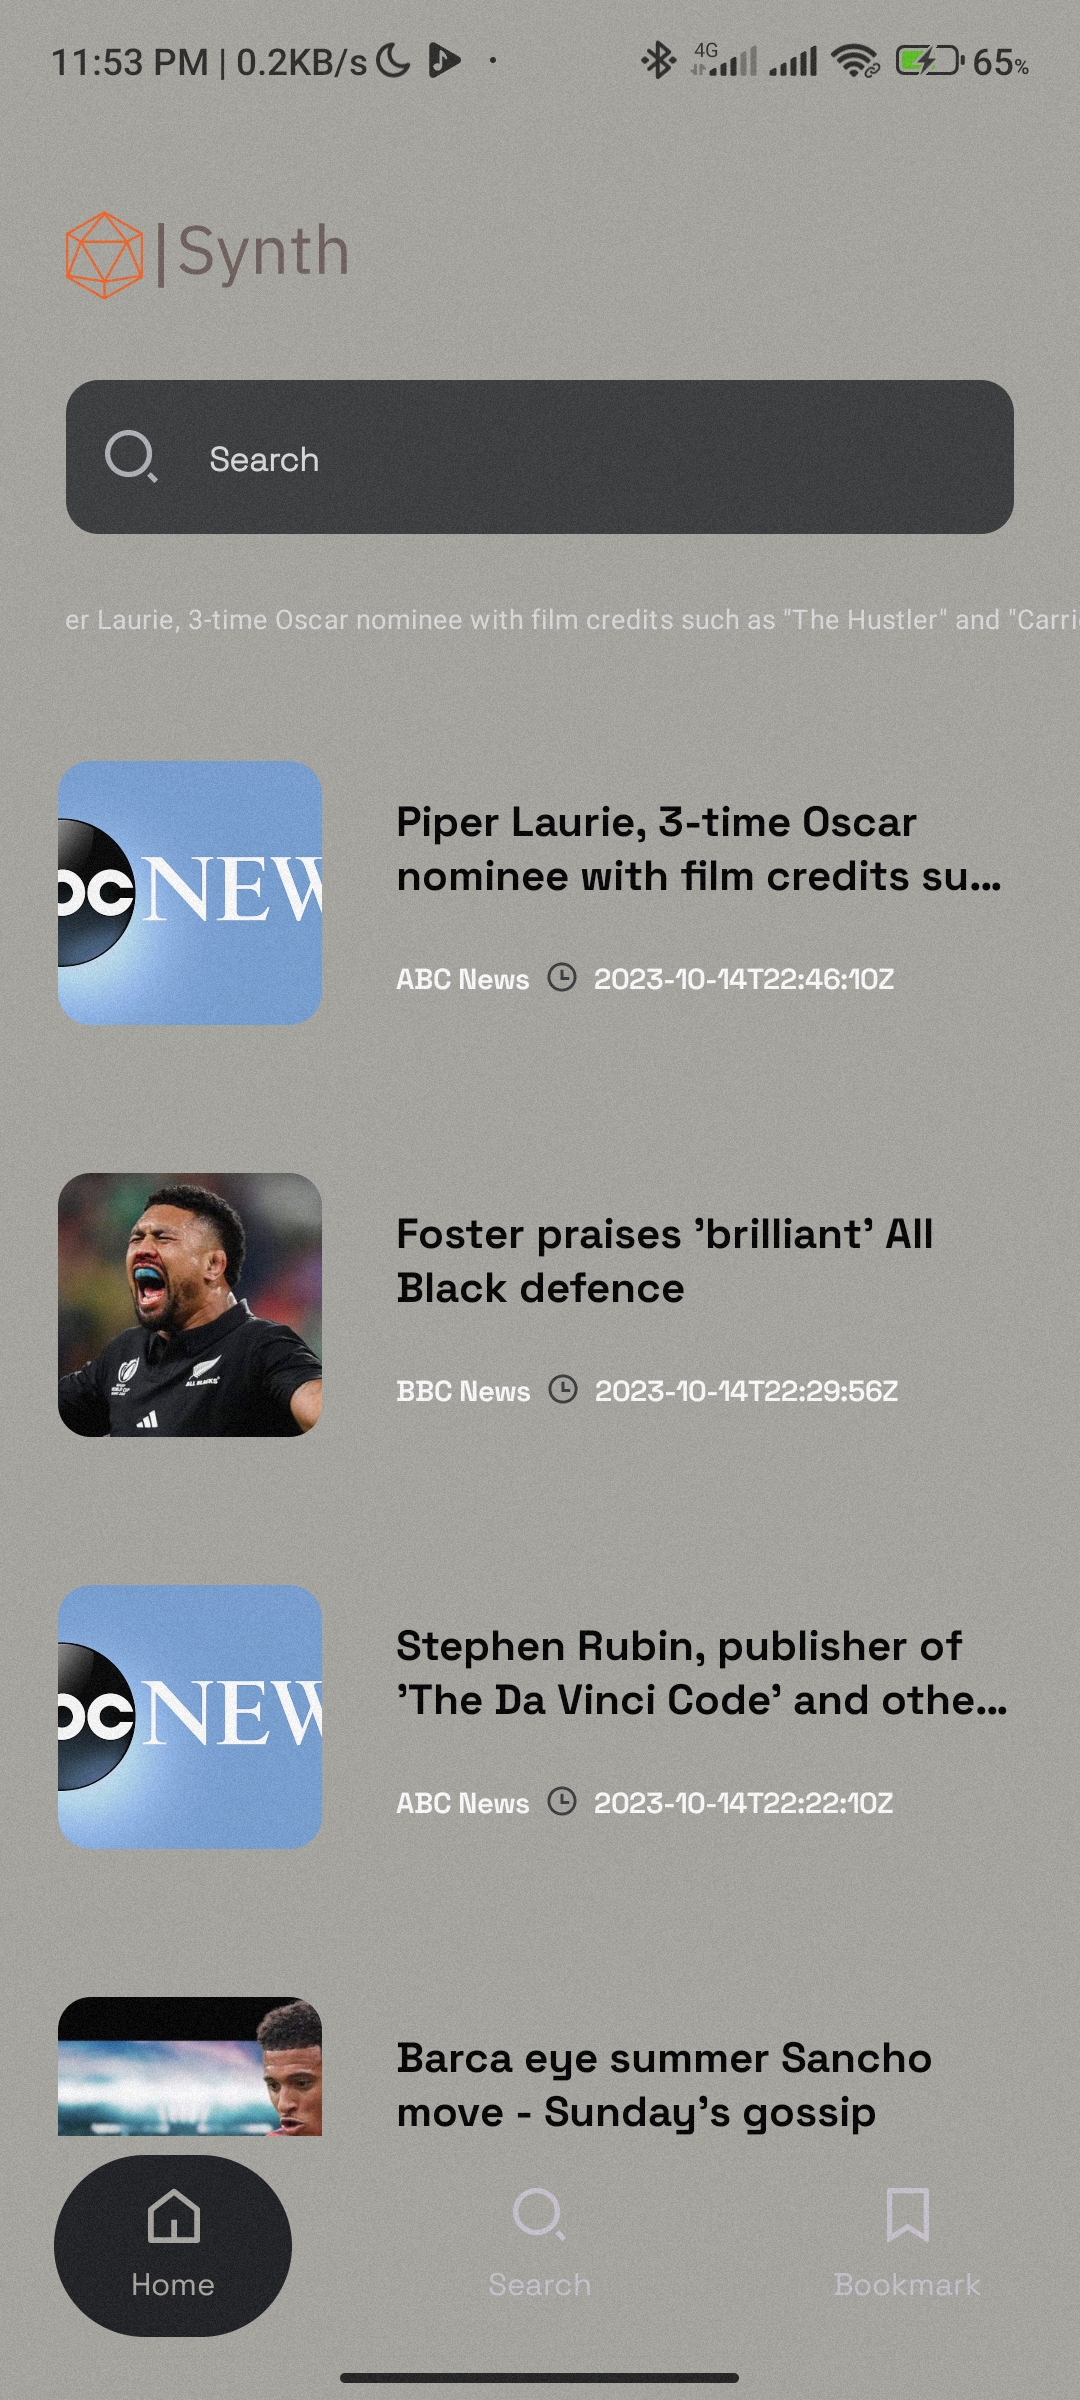 11:53 PM | 0.2KB/s
4G
65%
|Synth
Search
er Laurie, 3-time Oscar nominee with film credits such as "The Hustler" and "Carri
bc NEW
Piper Laurie, 3-time Oscar
nominee with film credits su...
ABC News 2023-10-14T22:46:10Z
ALL BLACKS
Foster praises 'brilliant' All
Black defence
BBC News 2023-10-14T22:29:56Z
bc NEW
Stephen Rubin, publisher of
'The Da Vinci Code' and othe...
ABC News 2023-10-14T22:22:10Z
Barca eye summer Sancho
move - Sunday's gossip
Home
Search
Bookmark